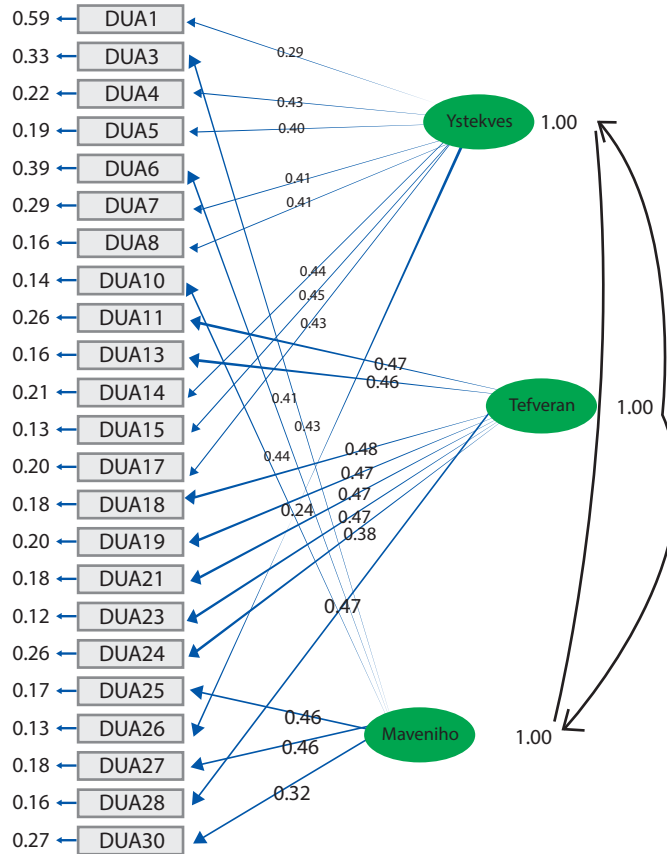 0.59 DUA1
0.33 DUA3
0.29
0.22 DUA4
0.43
Ystekves 1.00
0.19 DUA5
0.40
0.39 DUA6
0.41
0.29 DUA7
0.41
0.16 DUA8
0.14 DUA10
0.44
0.45
0.26 DUA11
0.43
0.16 DUA13
0.47
0.46
0.21 DUA14
0.41
Tefveran 1.00
0.13 DUA15
0.43
0.20 DUA17
0.44
0.48
0.47
0.18 DUA18
0.47
0.24
0.47
0.20 DUA19
0.38
0.18 DUA21
0.12 DUA23
0.47
0.26 DUA24
0.17 DUA25
0.46
0.13 DUA26
Maveniho 1.00
0.46
0.18 DUA27
0.32
0.16 DUA28
0.27 DUA30